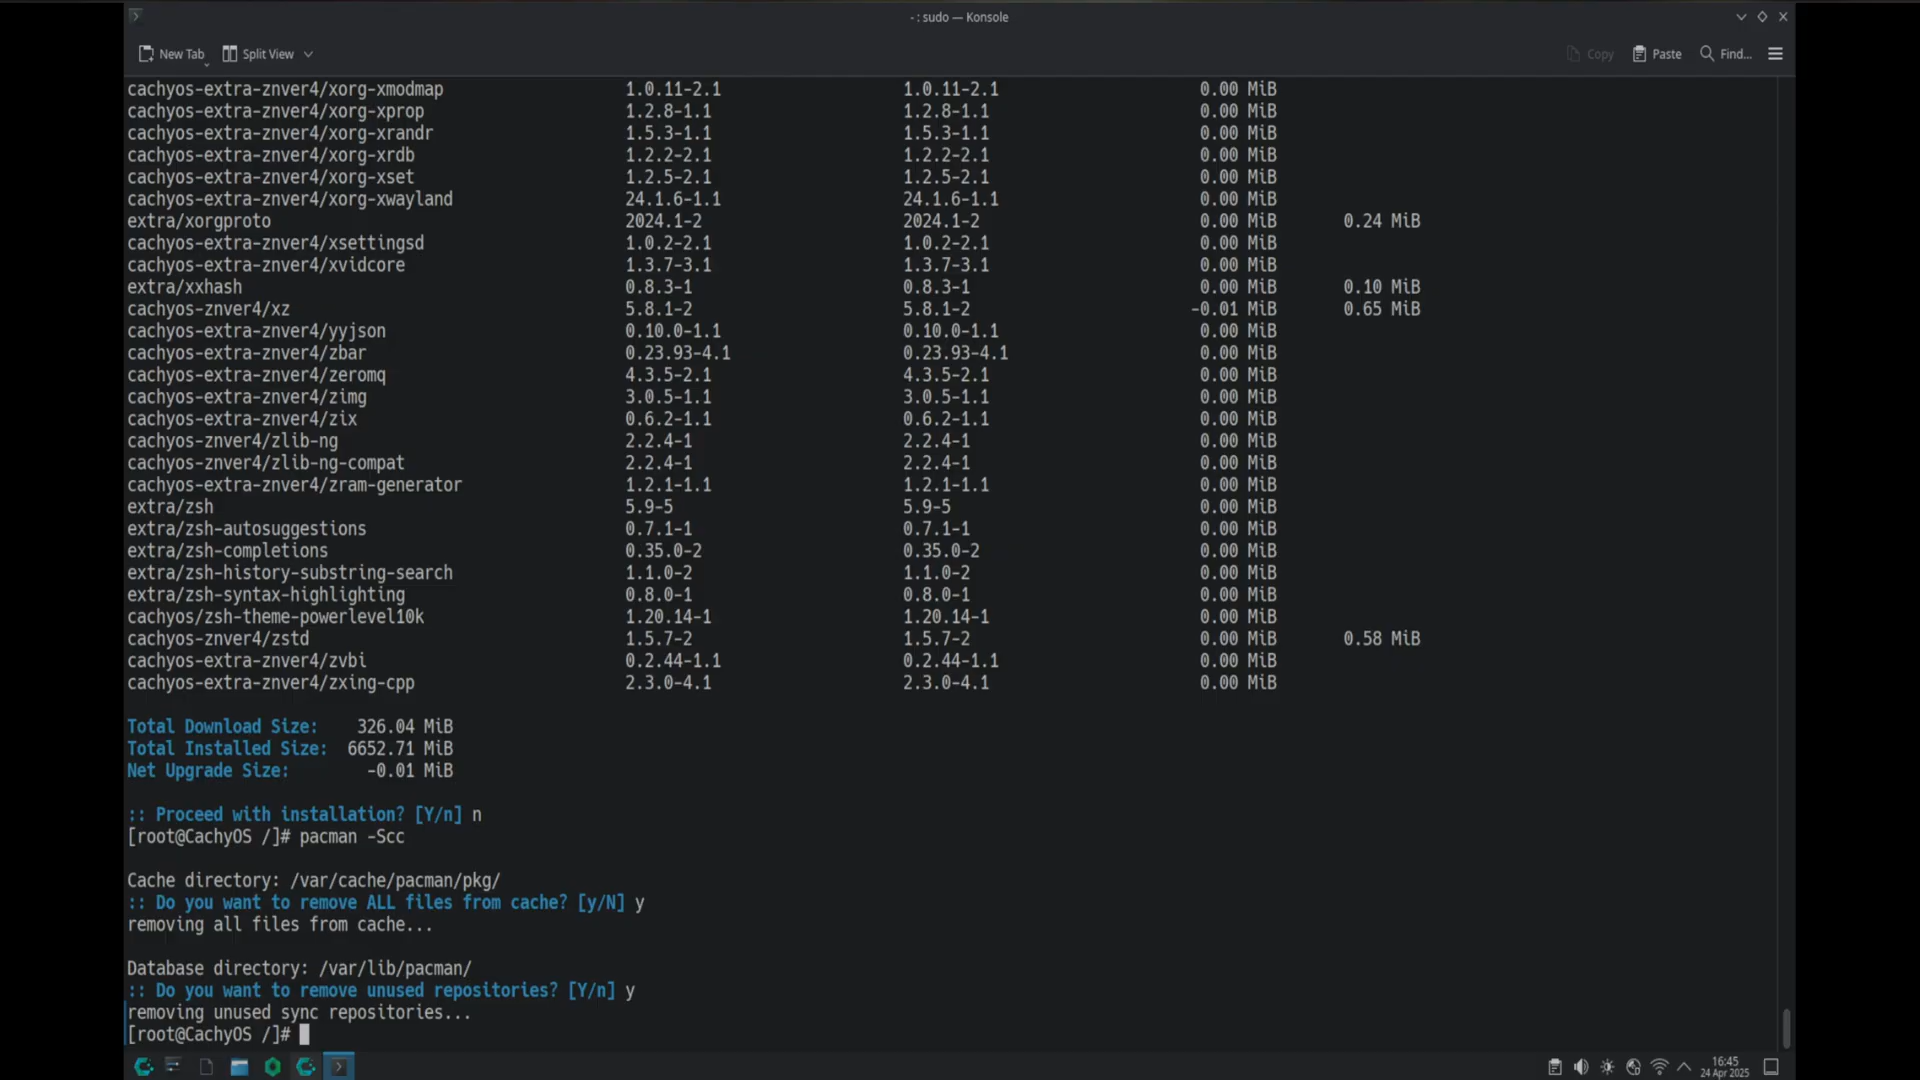 - : sudo — Konsole
New Tab Split View Copy Paste Find...
cachyos-extra-znver4/xorg-xmodmap 1.0.11-2.1 1.0.11-2.1 0.00 MiB
cachyos-extra-znver4/xorg-xprop 1.2.8-1.1 1.2.8-1.1 0.00 MiB
cachyos-extra-znver4/xorg-xrandr 1.5.3-1.1 1.5.3-1.1 0.00 MiB
cachyos-extra-znver4/xorg-xrdb 1.2.2-2.1 1.2.2-2.1 0.00 MiB
cachyos-extra-znver4/xorg-xset 1.2.5-2.1 1.2.5-2.1 0.00 MiB
cachyos-extra-znver4/xorg-xwayland 24.1.6-1.1 24.1.6-1.1 0.00 MiB
extra/xorgproto 2024.1-2 2024.1-2 0.00 MiB 0.24 MiB
cachyos-extra-znver4/xsettingsd 1.0.2-2.1 1.0.2-2.1 0.00 MiB
cachyos-extra-znver4/xvidcore 1.3.7-3.1 1.3.7-3.1 0.00 MiB
extra/xxhash 0.8.3-1 0.8.3-1 0.00 MiB 0.10 MiB
cachyos-znver4/xz 5.8.1-2 5.8.1-2 -0.01 MiB 0.65 MiB
cachyos-extra-znver4/yyjson 0.10.0-1.1 0.10.0-1.1 0.00 MiB
cachyos-extra-znver4/zbar 0.23.93-4.1 0.23.93-4.1 0.00 MiB
cachyos-extra-znver4/zeromq 4.3.5-2.1 4.3.5-2.1 0.00 MiB
cachyos-extra-znver4/zimg 3.0.5-1.1 3.0.5-1.1 0.00 MiB
cachyos-extra-znver4/zix 0.6.2-1.1 0.6.2-1.1 0.00 MiB
cachyos-znver4/zlib-ng 2.2.4-1 2.2.4-1 0.00 MiB
cachyos-znver4/zlib-ng-compat 2.2.4-1 2.2.4-1 0.00 MiB
cachyos-extra-znver4/zram-generator 1.2.1-1.1 1.2.1-1.1 0.00 MiB
extra/zsh 5.9-5 5.9-5 0.00 MiB
extra/zsh-autosuggestions 0.7.1-1 0.7.1-1 0.00 MiB
extra/zsh-completions 0.35.0-2 0.35.0-2 0.00 MiB
extra/zsh-history-substring-search 1.1.0-2 1.1.0-2 0.00 MiB
extra/zsh-syntax-highlighting 0.8.0-1 0.8.0-1 0.00 MiB
cachyos/zsh-theme-powerlevel10k 1.20.14-1 1.20.14-1 0.00 MiB
cachyos-znver4/zstd 1.5.7-2 1.5.7-2 0.00 MiB 0.58 MiB
cachyos-extra-znver4/zvbi 0.2.44-1.1 0.2.44-1.1 0.00 MiB
cachyos-extra-znver4/zxing-cpp 2.3.0-4.1 2.3.0-4.1 0.00 MiB
Total Download Size: 326.04 MiB
Total Installed Size: 6652.71 MiB
Net Upgrade Size: -0.01 MiB
:: Proceed with installation? [Y/n] n
[root@CachyOS /]# pacman -Scc
Cache directory: /var/cache/pacman/pkg/
:: Do you want to remove ALL files from cache? [y/N] y
removing all files from cache...
Database directory: /var/lib/pacman/
:: Do you want to remove unused repositories? [Y/n] y
removing unused sync repositories...
[root@CachyOS /]#
16:45
24 Apr 2025